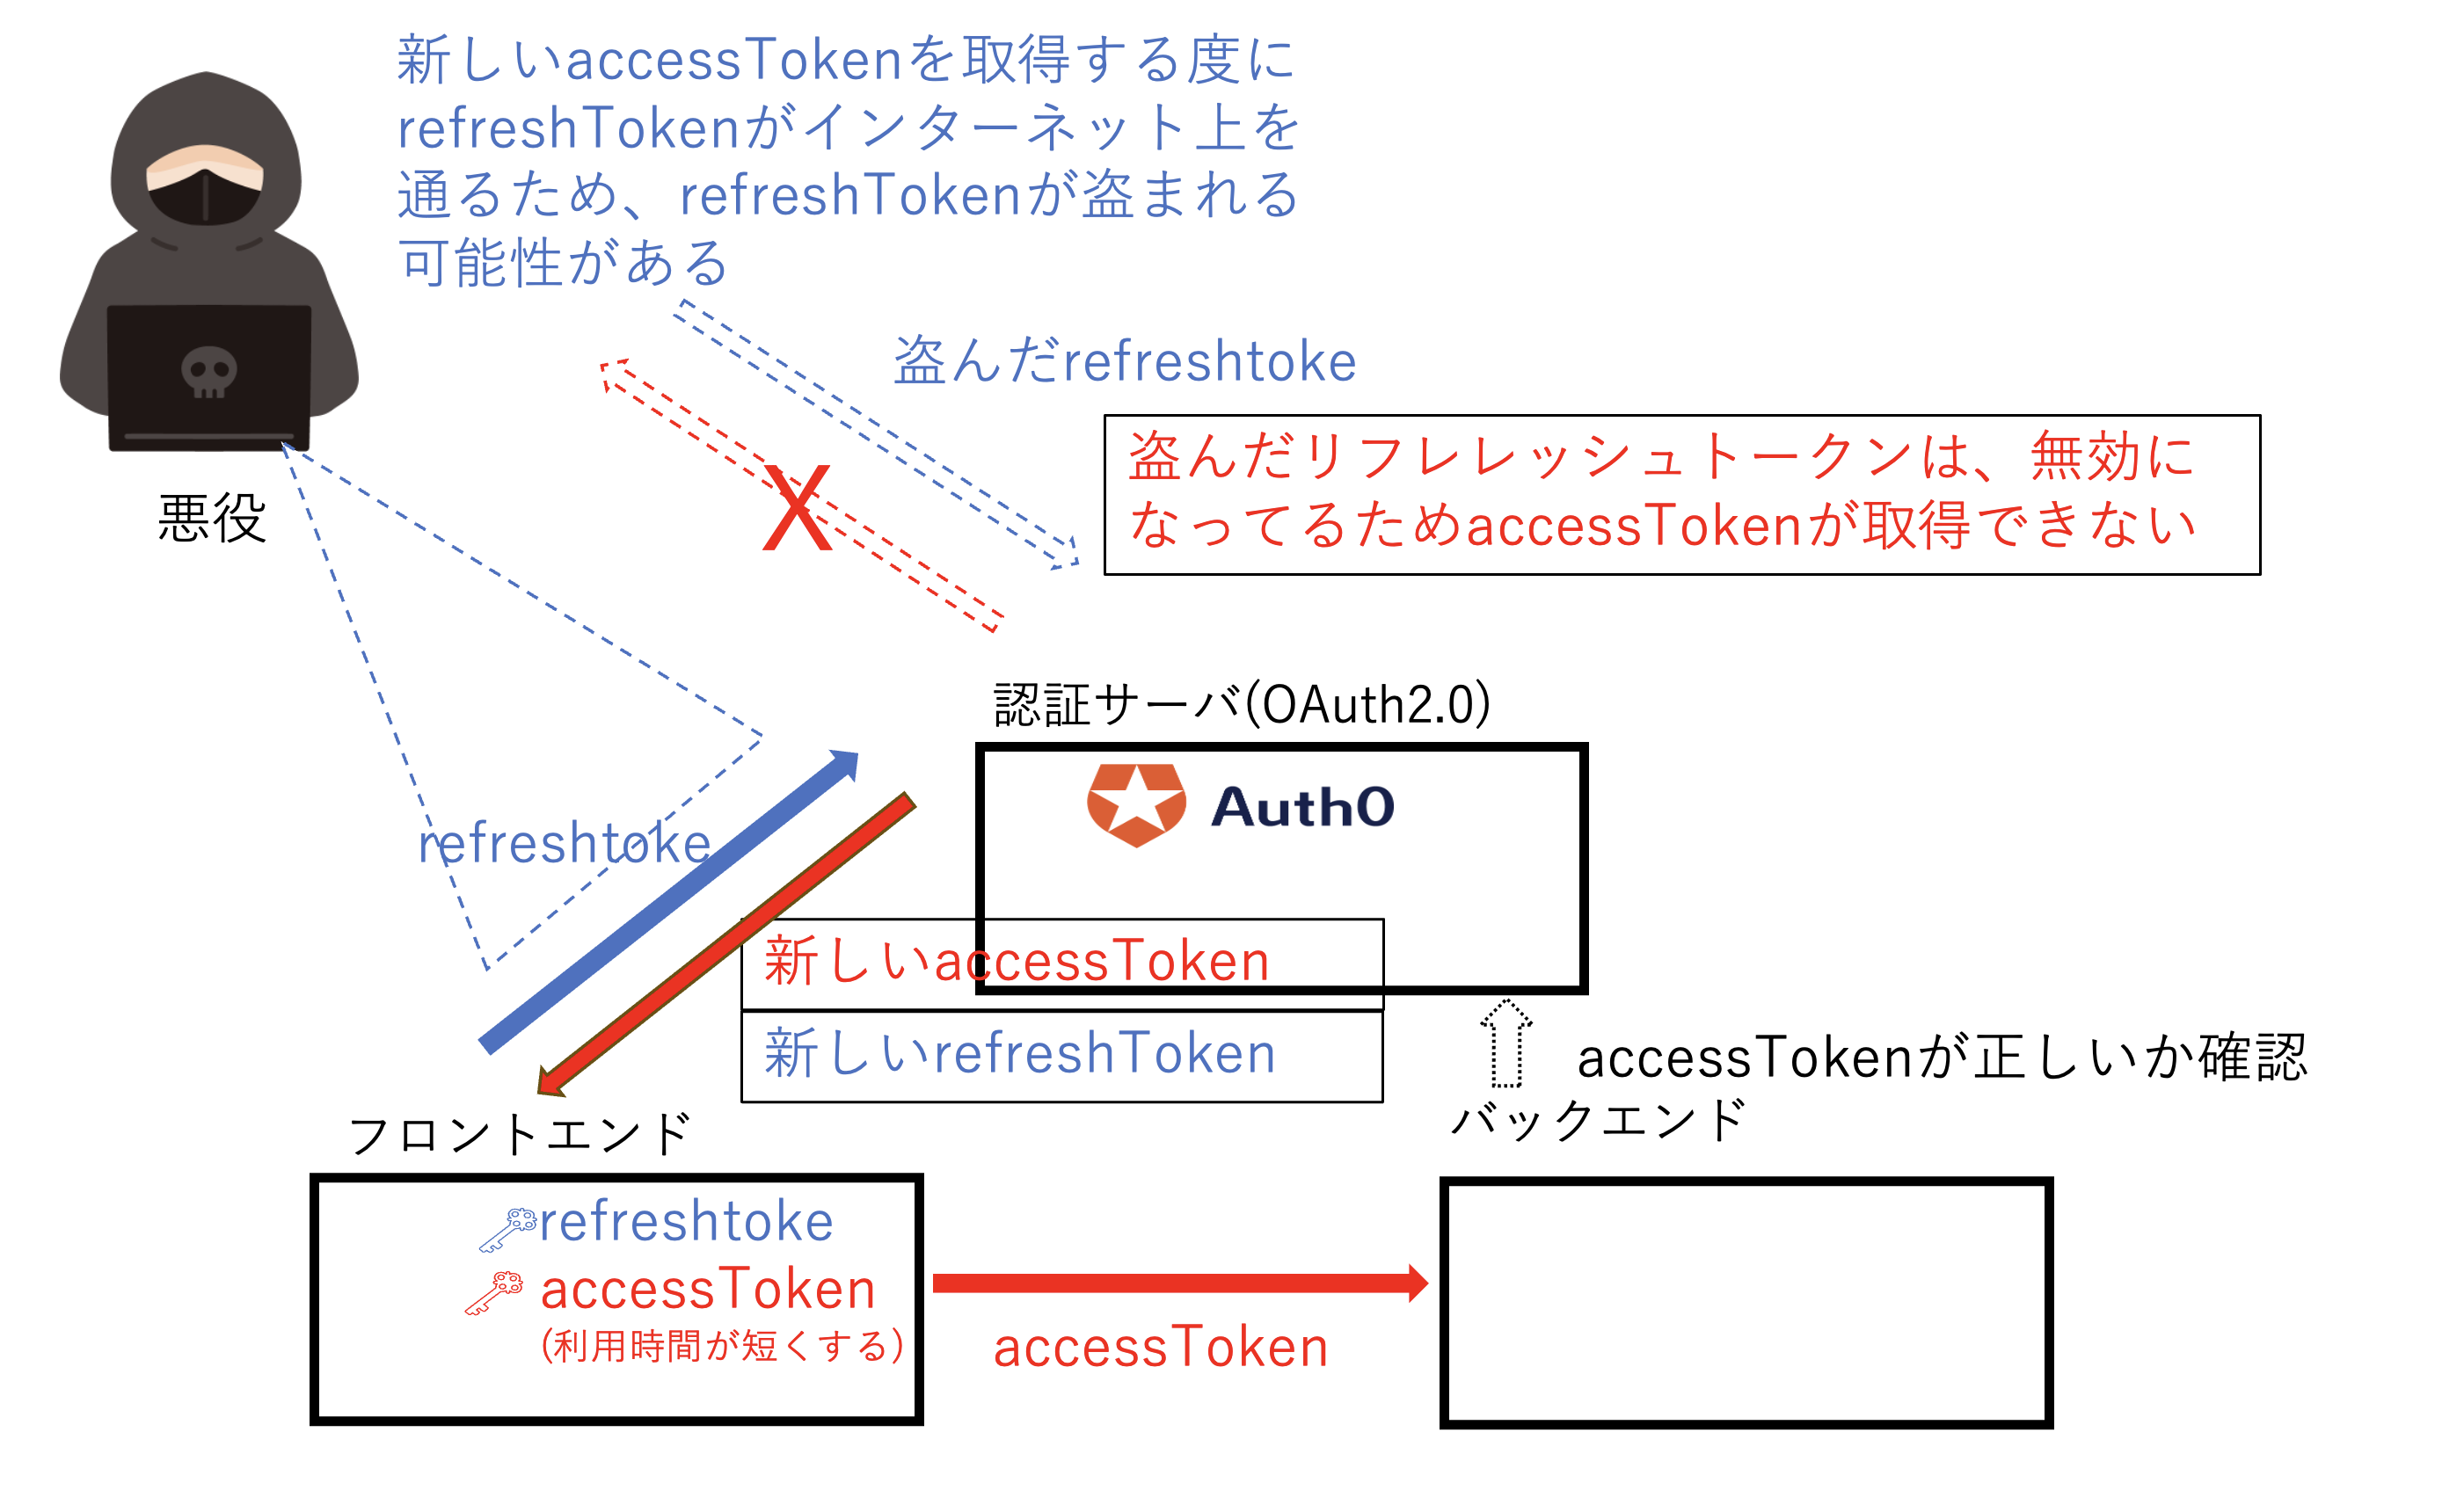 新しいaccessTokenを取得する度に
refreshTokenがインターネット上を
通るため、refreshTokenが盗まれる
可能性がある
盗んだrefreshtoke
盗んだリフレレッシュトークンは、無効に
なってるためaccessTokenが取得できない
X
悪役
認証サーバ(OAuth2.0)
Auth0
refreshtoke
新しいaccessToken
新しいrefreshToken
accessTokenが正しいか確認
バックエンド
フロントエンド
refreshtoke
accessToken
(利用時間が短くする)
accessToken